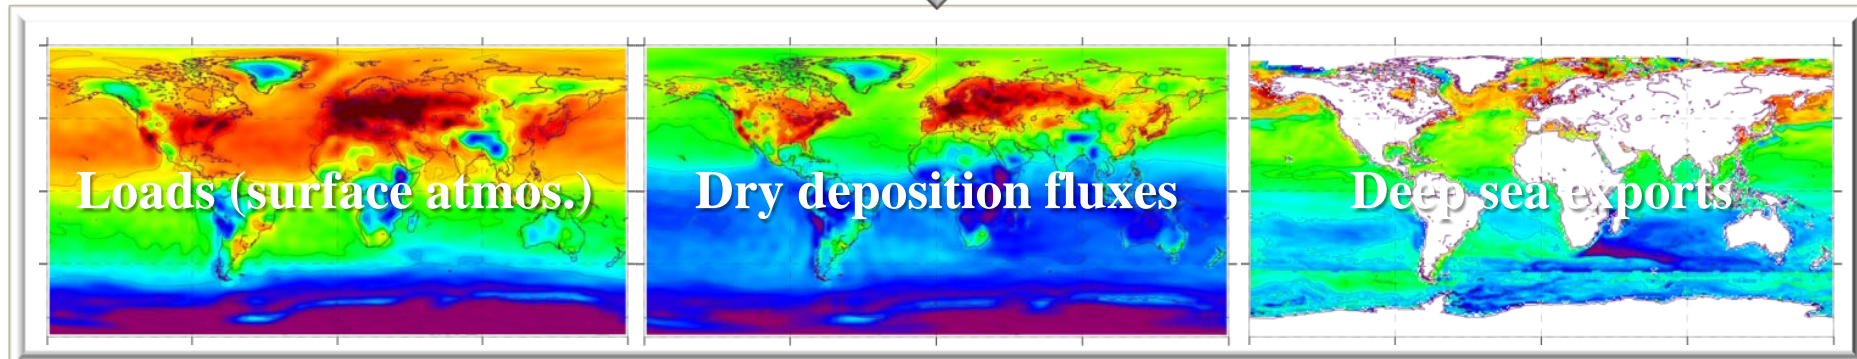 Loads (surface atmos.)
Dry deposition fluxes
Deep sea exports